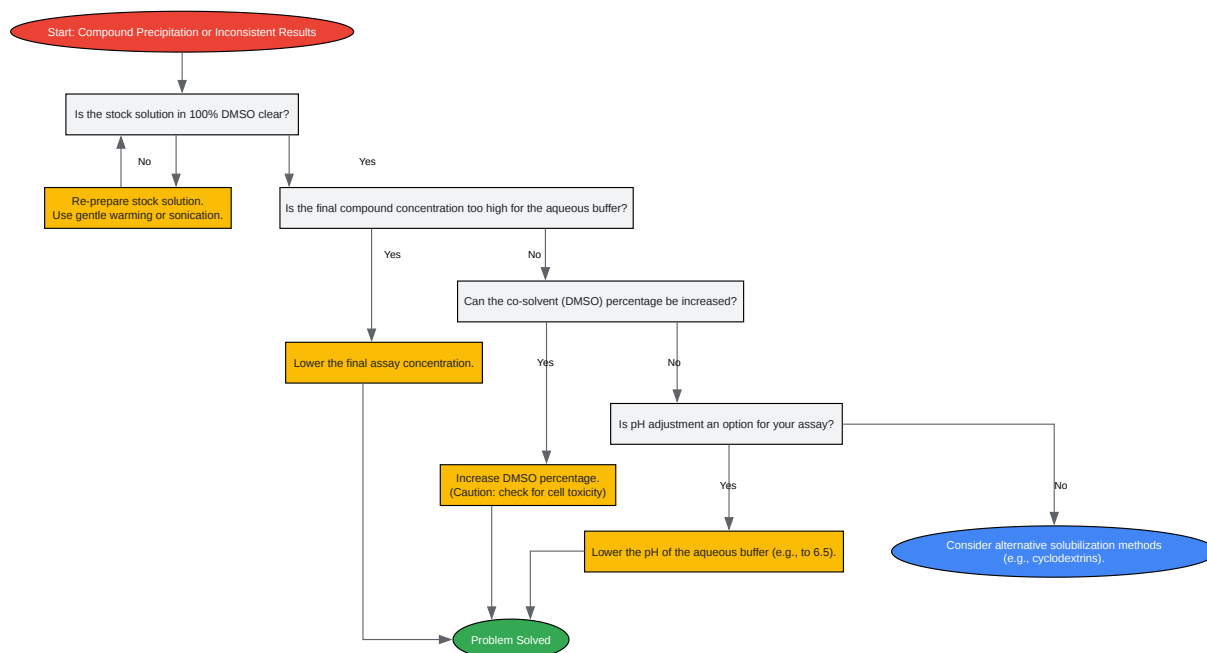 Start: Compound Precipitation or Inconsistent Results
Is the stock solution in 100% DMSO clear?
No
Yes
Re-prepare stock solution.
Use gentle warming or sonication.
Is the final compound concentration too high for the aqueous buffer?
Yes
No
Can the co-solvent (DMSO) percentage be increased?
Lower the final assay concentration.
Yes
No
Is pH adjustment an option for your assay?
Increase DMSO percentage.
(Caution: check for cell toxicity)
Yes
No
Lower the pH of the aqueous buffer (e.g., to 6.5).
Consider alternative solubilization methods
(e.g., cyclodextrins).
Problem Solved